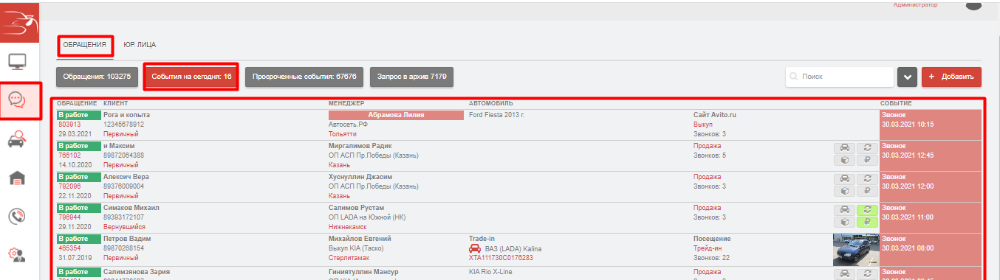 Администратор
ОБРАЩЕНИЯ ЮР. ЛИЦА
Обращения: 103275 События на сегодня: 16 Просроченные события: 67676 Запрос в архив 7179 Поиск + Добавить
ОБРАЩЕНИЕ КЛИЕНТ МЕНЕДЖЕР АВТОМОБИЛЬ СОБЫТИЕ
В работе Рога и копыта Абрамова Лилия Ford Fiesta 2013 г. Сайт Avito.ru Звонок
803913 12345678912 Автосеть.РФ Выкуп 30.03.2021 10:15
29.03.2021 Первичный Тольятти Звонков: 3
В работе и Максим Миргалимов Радик Продажа Звонок
766102 89872064388 ОП АСП Пр.Победы (Казань) Звонков: 5 30.03.2021 12:45
14.10.2020 Первичный Казань
В работе Алексич Вера Хуснуллин Джасим Продажа Звонок
792096 89376009004 ОП АСП Пр.Победы (Казань) Звонков: 3 30.03.2021 12:00
22.11.2020 Первичный Казань
В работе Симаков Михаил Салимов Рустам Продажа Звонок
796944 89393172107 ОП LADA на Южной (НК) Звонков: 3 30.03.2021 11:00
29.11.2020 Вернувшийся Нижнекамск
В работе Петров Вадим Михайлов Евгений Trade-in Посещение Звонок
465354 89870268154 Выкуп KIA (Таско) ВАЗ (LADA) Kalina Трейд-ин 30.03.2021 08:00
31.07.2019 Первичный Стерлитамак XTA111730C0176283 Звонков: 22
В работе Салимзянова Зария Гиниятуллин Мансур KIA Rio X-Line Продажа Звонок